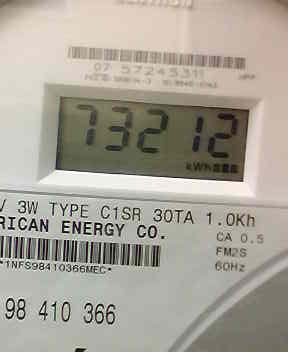 07 57245311
73212
kWh
V 3W TYPE C1SR 30TA 1.0Kh
RICAN ENERGY CO.
CA 0.5
FM2S
*1NFS98410366MEC*
60Hz
98 410 366